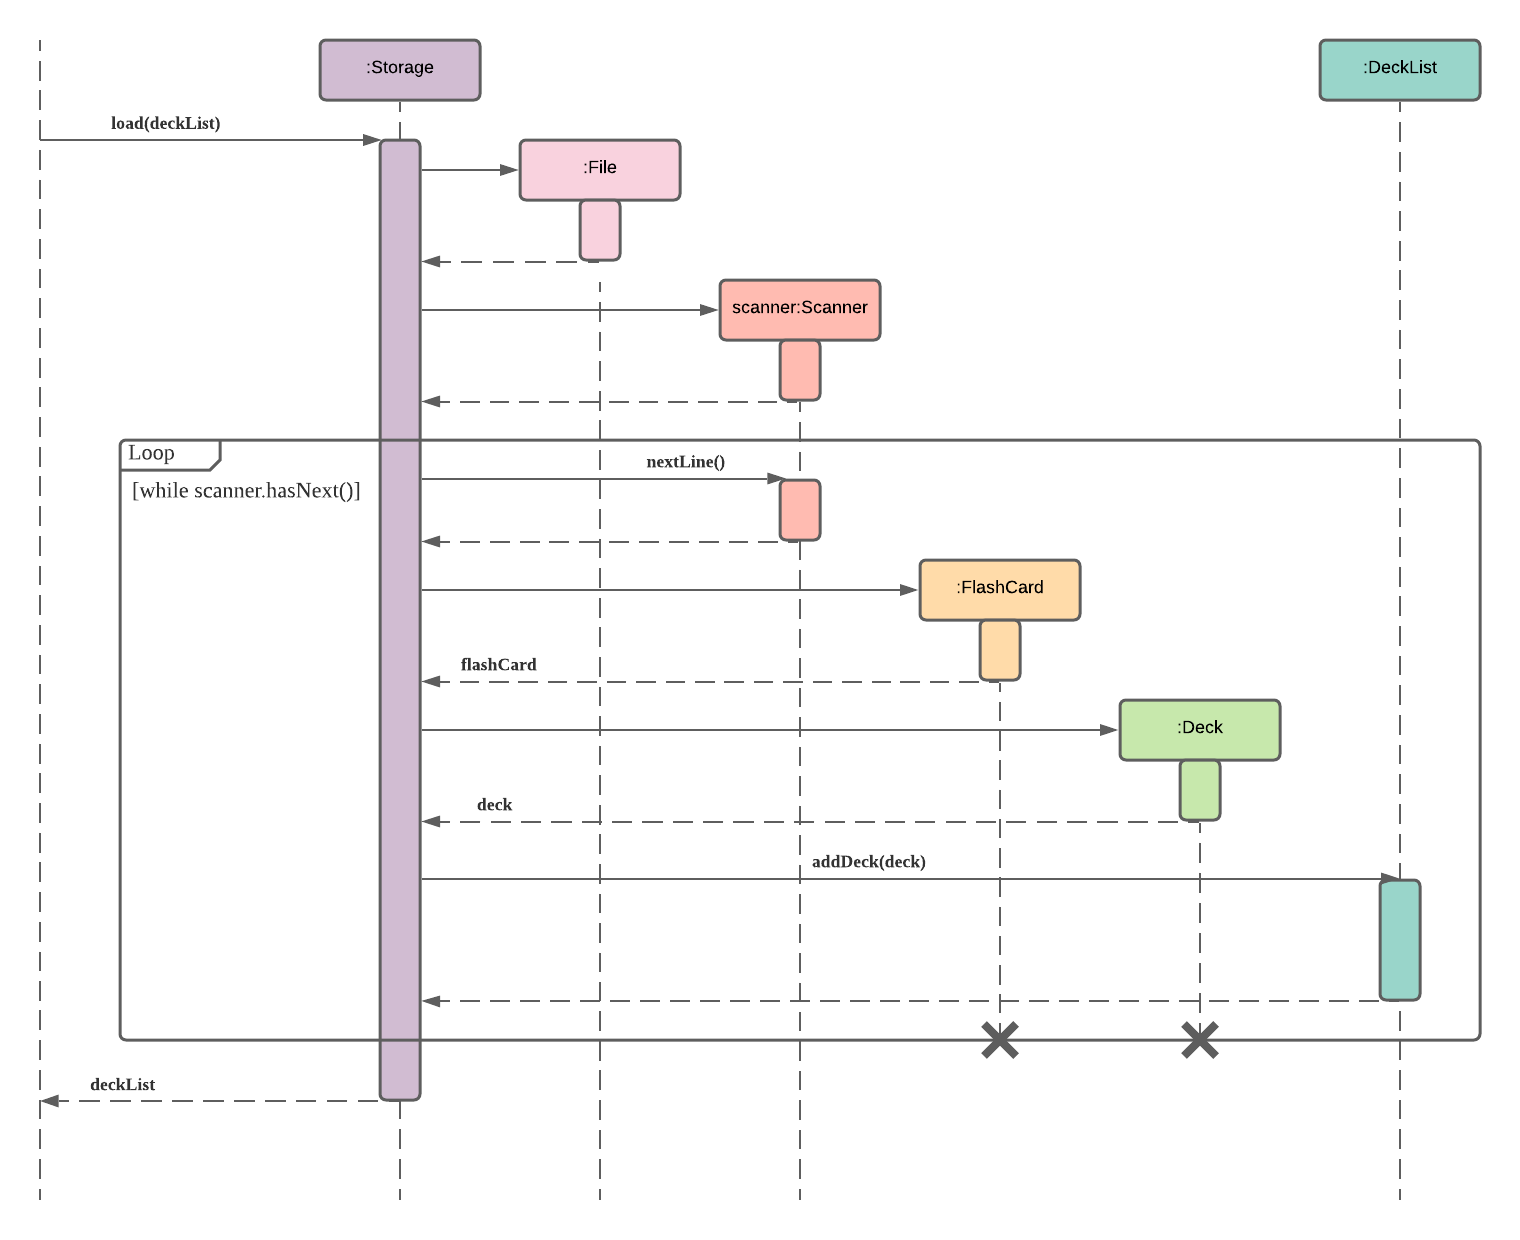 :Storage
:DeckList
load(deckList)
:File
scanner:Scanner
Loop
nextLine()
[while scanner.hasNext()]
:FlashCard
flashCard
:Deck
deck
addDeck(deck)
deckList